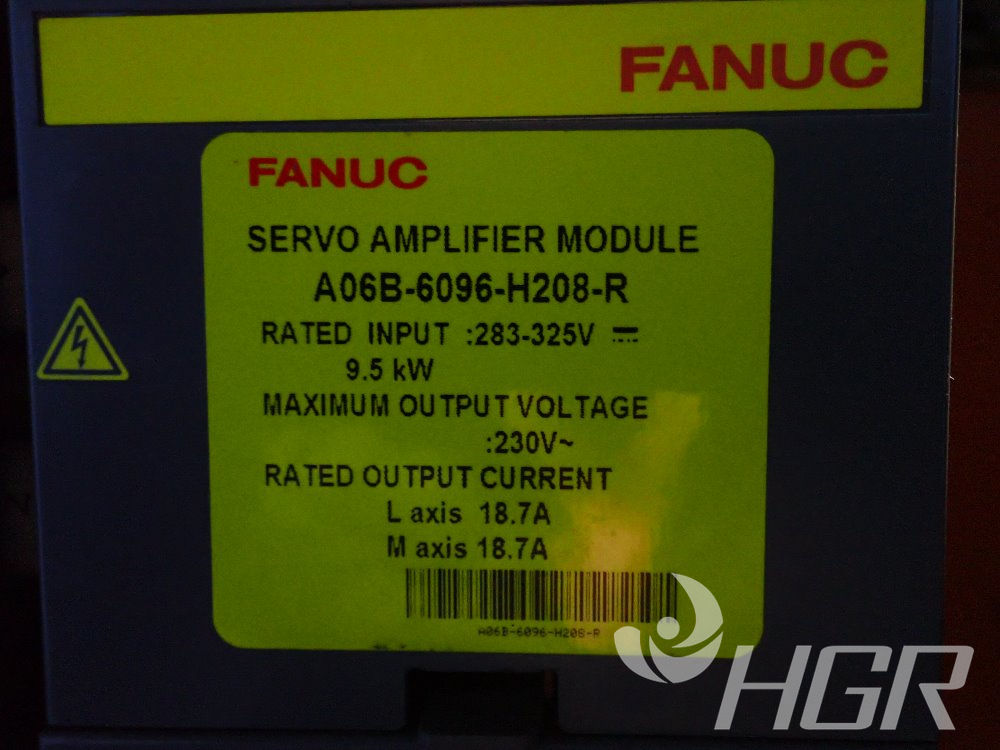 FANUC
FANUC
SERVO AMPLIFIER MODULE
A06B-6096-H208-R
RATED INPUT :283-325V ⎓
9.5 kW
MAXIMUM OUTPUT VOLTAGE
:230V~
RATED OUTPUT CURRENT
L axis 18.7A
M axis 18.7A
A06B-6096-H208-R
HGR